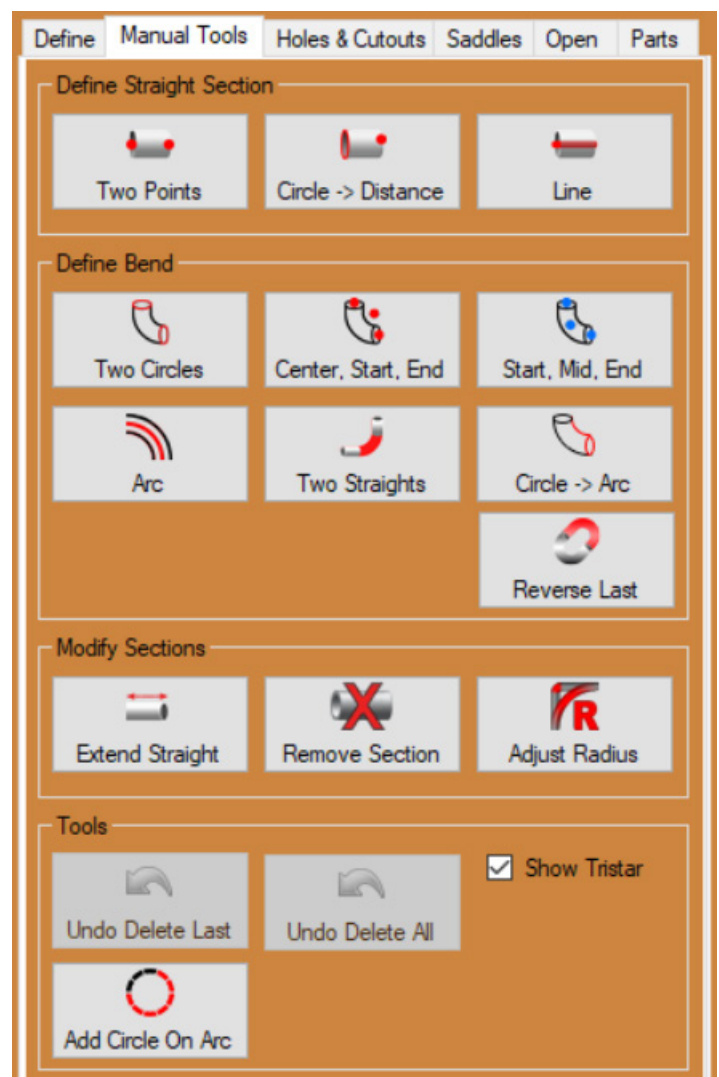 Define Manual Tools Holes & Cutouts Saddles Open Parts
Define Straight Section
Two Points Circle -> Distance Line
Define Bend
Two Circles Center, Start, End Start, Mid, End
Arc Two Straights Circle -> Arc
Reverse Last
Modify Sections
R
Extend Straight Remove Section Adjust Radius
Tools
Show Tristar
Undo Delete Last Undo Delete All
Add Circle On Arc